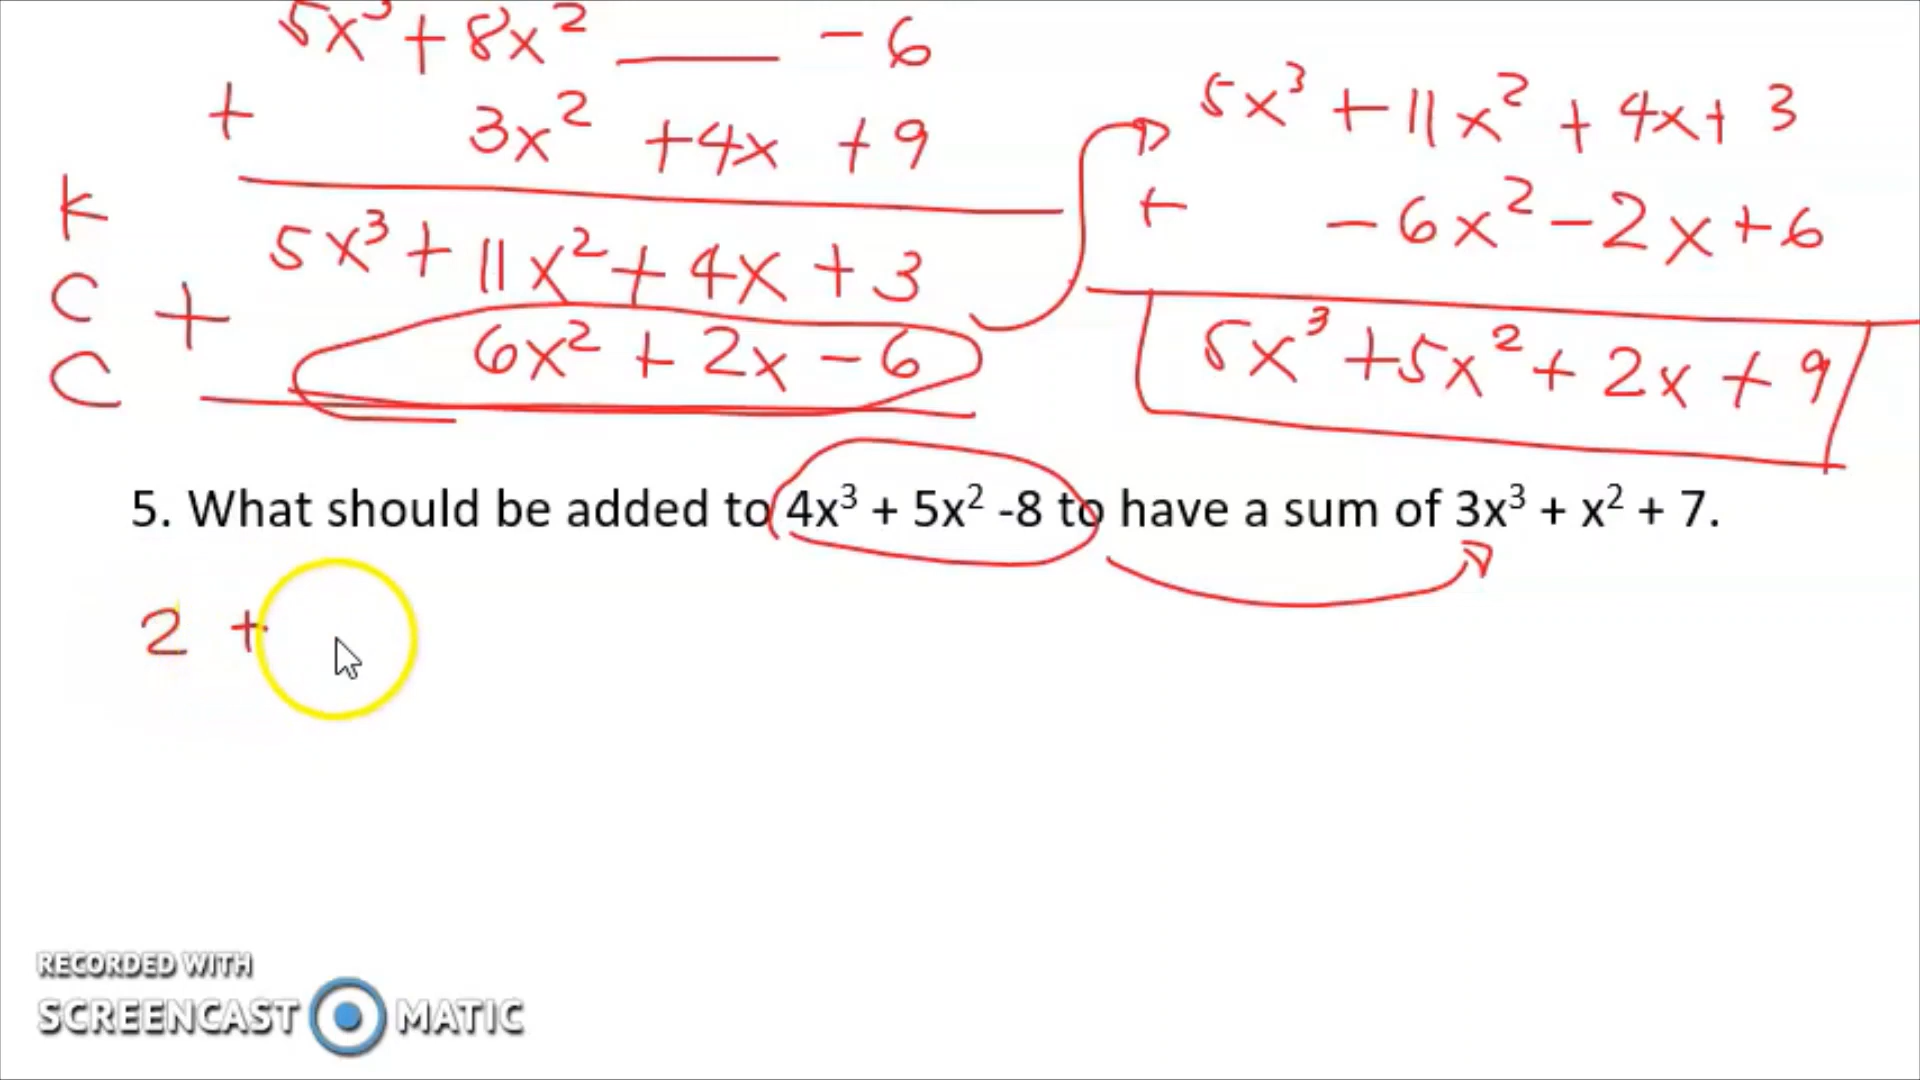 5x³ + 8x² ____ - 6
+ 3x² + 4x + 9
K
5x³ + 11x² + 4x + 3
C + 6x² + 2x - 6
C
5x³ + 11x² + 4x + 3
+ - 6x² - 2x + 6
5x³ + 5x² + 2x + 9
5. What should be added to 4x³ + 5x² -8 to have a sum of 3x³ + x² + 7.
2 +
RECORDED WITH
SCREENCAST MATIC